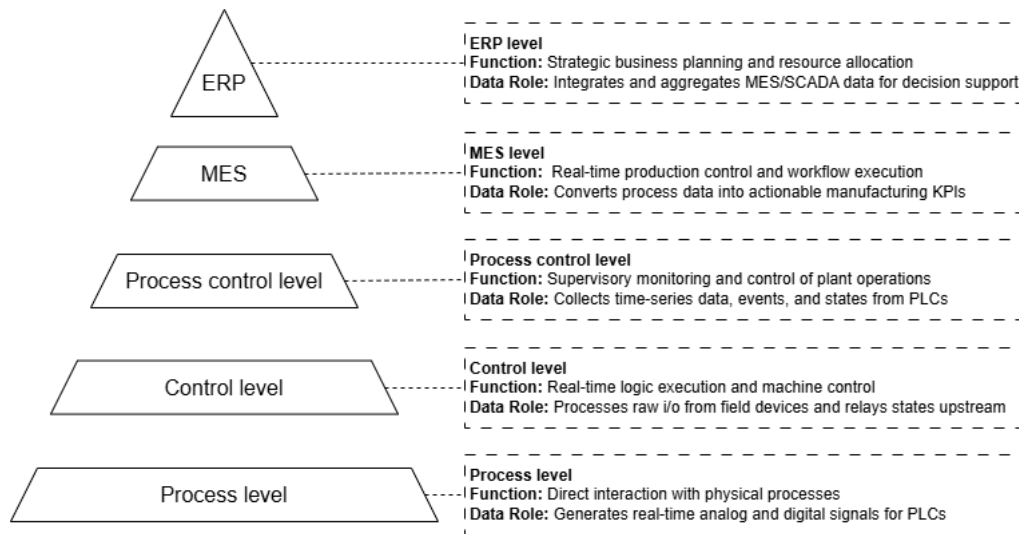 ERP
ERP level
Function: Strategic business planning and resource allocation
Data Role: Integrates and aggregates MES/SCADA data for decision support
MES
MES level
Function: Real-time production control and workflow execution
Data Role: Converts process data into actionable manufacturing KPIs
Process control level
Process control level
Function: Supervisory monitoring and control of plant operations
Data Role: Collects time-series data, events, and states from PLCs
Control level
Control level
Function: Real-time logic execution and machine control
Data Role: Processes raw i/o from field devices and relays states upstream
Process level
Process level
Function: Direct interaction with physical processes
Data Role: Generates real-time analog and digital signals for PLCs